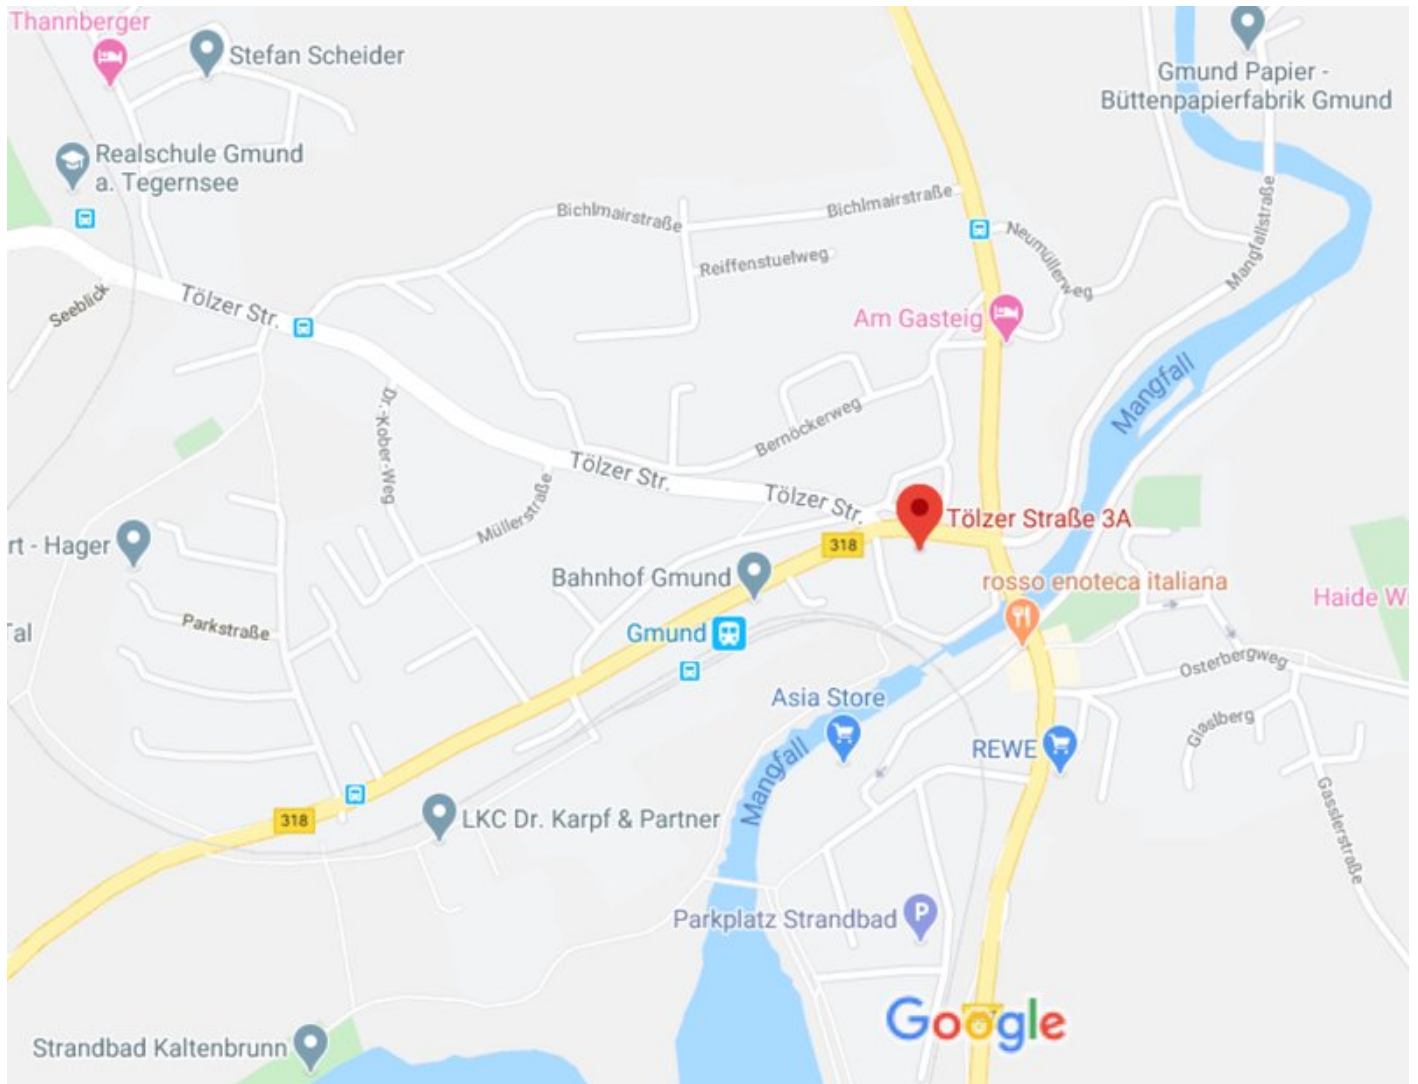 Thannberger
Stefan Scheider
Gmund Papier -
Büttenpapierfabrik Gmund
Realschule Gmund
a. Tegernsee
Bichlmairstraße
Bichlmairstraße
Reiffenstuelweg
Neumüllerweg
Mangfallstraße
Seeblick
Tölzer Str.
Am Gasteig
Mangfall
Dr.-Kober-Weg
Bernöckerweg
Tölzer Str.
Tölzer Str.
Müllerstraße
Tölzer Straße 3A
rt - Hager
318
Bahnhof Gmund
rosso enoteca italiana
Haide Wi
Tal
Parkstraße
Gmund
Osterbergweg
Asia Store
Glaslberg
REWE
Mangfall
318
LKC Dr. Karpf & Partner
Gasslerstraße
Parkplatz Strandbad
P
Google
Strandbad Kaltenbrunn